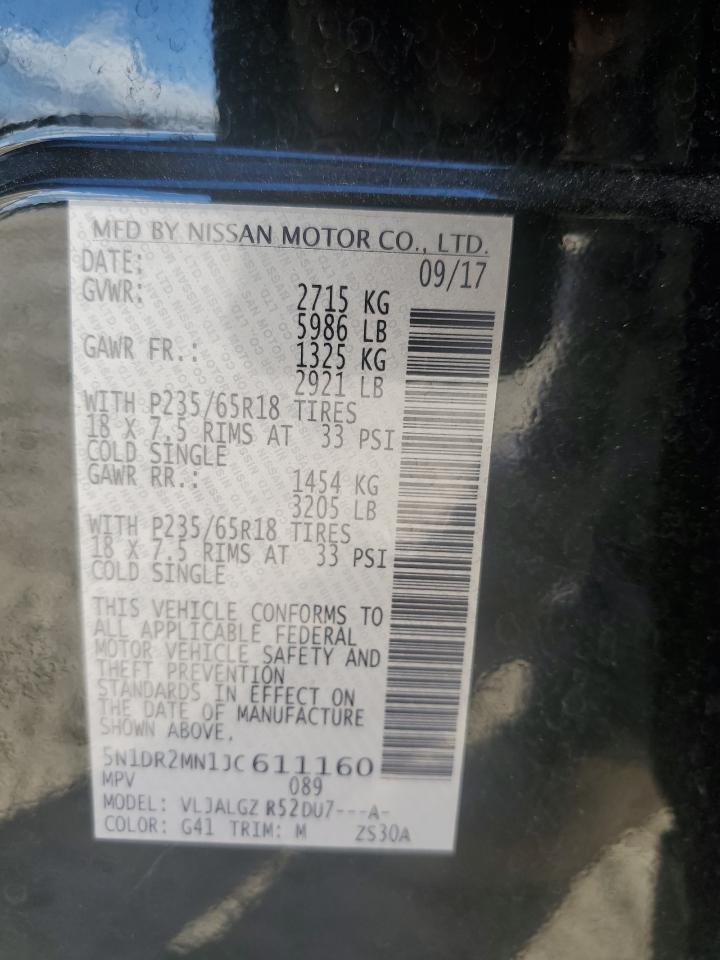 MFD BY NISSAN MOTOR CO., LTD.
DATE: 09/17
GVWR: 2715 KG
5986 LB
GAWR FR.: 1325 KG
2921 LB
WITH P235/65R18 TIRES
18 X 7.5 RIMS AT 33 PSI
COLD SINGLE
GAWR RR.: 1454 KG
3205 LB
WITH P235/65R18 TIRES
18 X 7.5 RIMS AT 33 PSI
COLD SINGLE
THIS VEHICLE CONFORMS TO
ALL APPLICABLE FEDERAL
MOTOR VEHICLE SAFETY AND
THEFT PREVENTION
STANDARDS IN EFFECT ON
THE DATE OF MANUFACTURE
SHOWN ABOVE.
5N1DR2MN1JC611160
MPV 089
MODEL: VLJALGZ R52DU7---A-
COLOR: G41 TRIM: M ZS30A